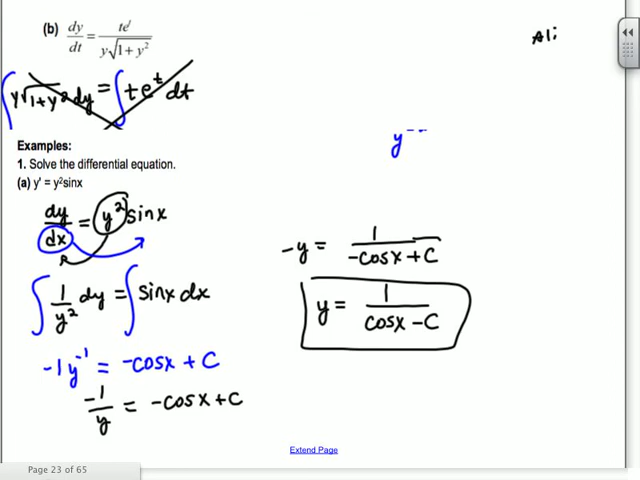 (b) dy/dt = te^t / y√1+y²
Ali
∫ y√1+y² dy = ∫ te^t dt
Examples:
1. Solve the differential equation.
(a) y' = y²sinx
dy/dx = y² sinx
∫ 1/y² dy = ∫ sinx dx
-1y⁻¹ = -cosx + C
-1/y = -cosx + C
y--
-y = 1/-cosx + C
y = 1/cosx - C
Extend Page
Page 23 of 65